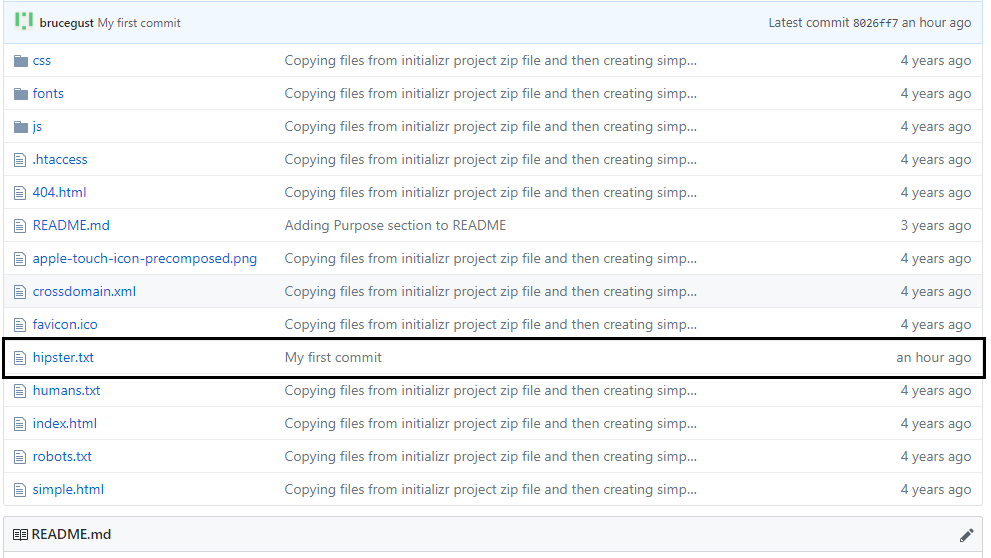 brucegust My first commit Latest commit 8026ff7 an hour ago
css Copying files from initializr project zip file and then creating simp... 4 years ago
fonts Copying files from initializr project zip file and then creating simp... 4 years ago
js Copying files from initializr project zip file and then creating simp... 4 years ago
.htaccess Copying files from initializr project zip file and then creating simp... 4 years ago
404.html Copying files from initializr project zip file and then creating simp... 4 years ago
README.md Adding Purpose section to README 3 years ago
apple-touch-icon-precomposed.png Copying files from initializr project zip file and then creating simp... 4 years ago
crossdomain.xml Copying files from initializr project zip file and then creating simp... 4 years ago
favicon.ico Copying files from initializr project zip file and then creating simp... 4 years ago
hipster.txt My first commit an hour ago
humans.txt Copying files from initializr project zip file and then creating simp... 4 years ago
index.html Copying files from initializr project zip file and then creating simp... 4 years ago
robots.txt Copying files from initializr project zip file and then creating simp... 4 years ago
simple.html Copying files from initializr project zip file and then creating simp... 4 years ago
README.md